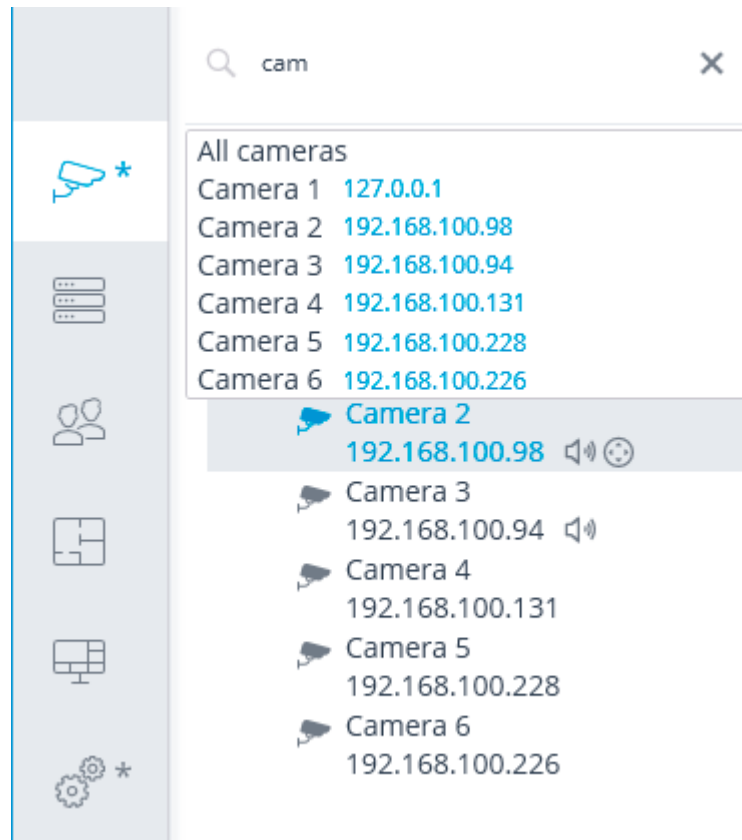 cam
All cameras
Camera 1 127.0.0.1
Camera 2 192.168.100.98
Camera 3 192.168.100.94
Camera 4 192.168.100.131
Camera 5 192.168.100.228
Camera 6 192.168.100.226
Camera 2
192.168.100.98
Camera 3
192.168.100.94
Camera 4
192.168.100.131
Camera 5
192.168.100.228
Camera 6
192.168.100.226